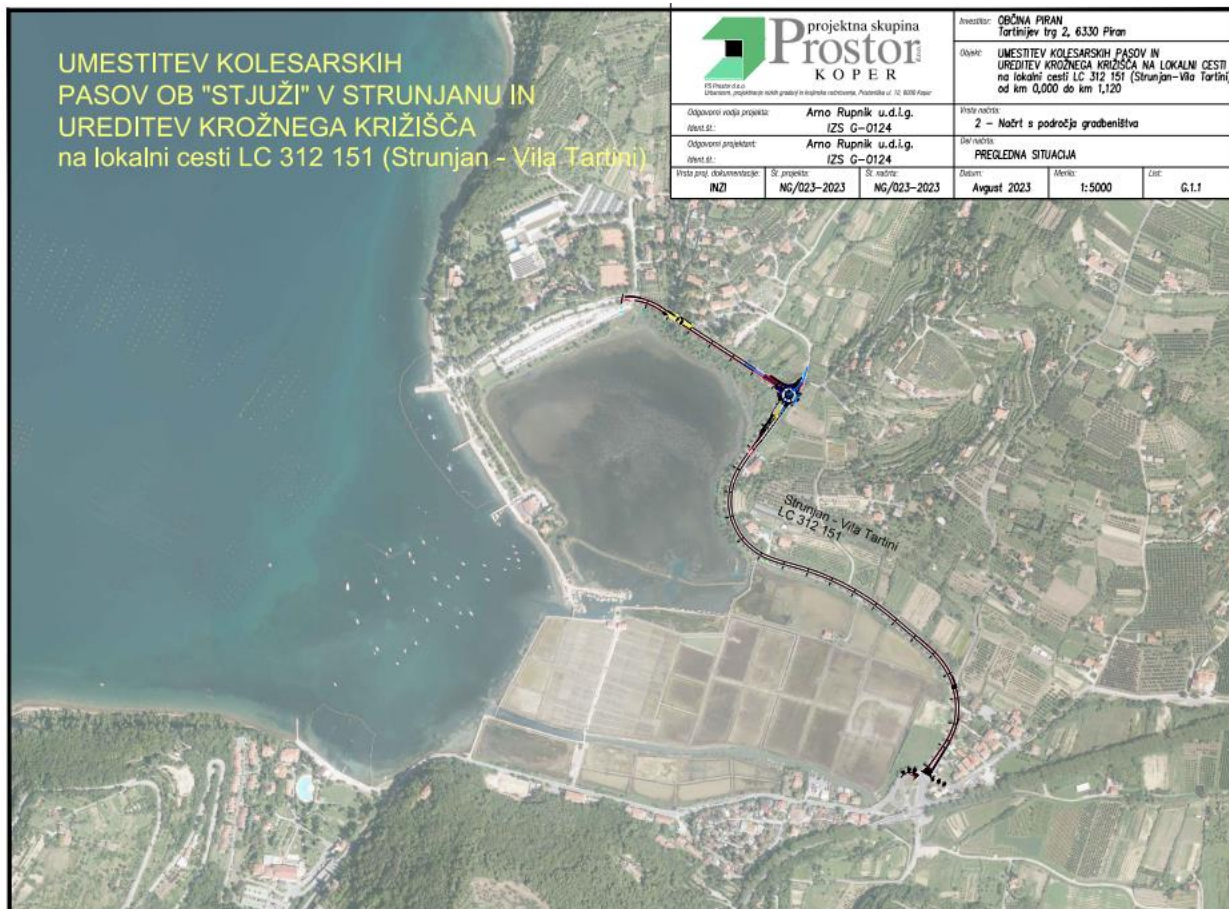 UMESTITEV KOLESARSKIH
PASOV OB "STJUŽI" V STRUNJANU IN
UREDITEV KROŽNEGA KRIŽIŠČA
na lokalni cesti LC 312 151 (Strunjan - Vila Tartini)
projektna skupina
Prostor
d.o.o.
KOPER
PS Prostor d.o.o.
Investitor: OBČINA PIRAN
Tartinijev trg 2, 6330 Piran
Objekt: UMESTITEV KOLESARSKIH PASOV IN
UREDITEV KROŽNEGA KRIŽIŠČA NA LOKALNI CESTI
na lokalni cesti LC 312 151 (Strunjan-Vila Tartini)
od km 0,000 do km 1,120
Odgovorni vodja projekta: Arno Rupnik u.d.i.g.
Ident.št.: IZS G-0124
Vrsta načrta:
2 - Načrt s področja gradbeništva
Odgovorni projektant: Arno Rupnik u.d.i.g.
Ident.št.: IZS G-0124
Del načrta:
PREGLEDNA SITUACIJA
Vrsta proj. dokumentacije: Št. projekta: Št. načrta: Datum: Merilo: List:
INZI NG/023-2023 NG/023-2023 Avgust 2023 1:5000 G.1.1
Strunjan - Vila Tartini
LC 312 151